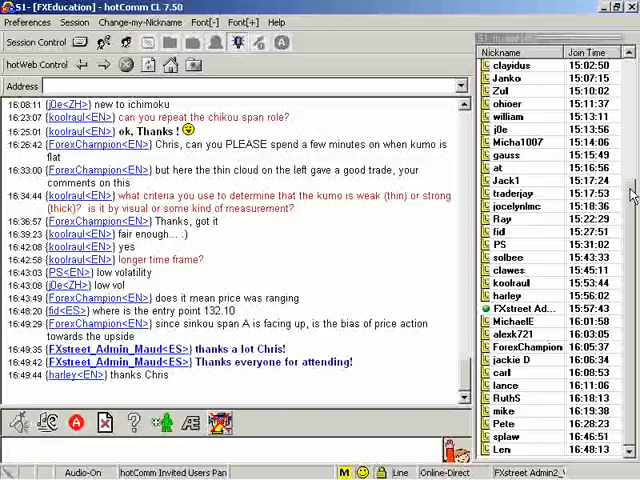 S1- [FXEducation] - hotComm CL 7.50
Preferences Session Change-my-Nickname Font[-] Font[+] Help
Session Control
hotWeb Control
Address
16:08:11 {j0e<ZH>} new to ichimoku
16:23:07 {koolraul<EN>} can you repeat the chikou span role?
16:25:01 {koolraul<EN>} ok, Thanks !
16:26:42 {ForexChampion<EN>} Chris, can you PLEASE spend a few minutes on when kumo is
flat
16:33:00 {ForexChampion<EN>} but here the thin cloud on the left gave a good trade, your
comments on this
16:34:44 {koolraul<EN>} what criteria you use to determine that the kumo is weak (thin) or strong
(thick)? is it by visual or some kind of measurement?
16:36:57 {ForexChampion<EN>} Thanks, got it
16:39:23 {koolraul<EN>} fair enough... :)
16:42:08 {koolraul<EN>} yes
16:42:58 {koolraul<EN>} longer time frame?
16:43:03 {PS<EN>} low volatility
16:43:08 {j0e<ZH>} low vol
16:43:49 {ForexChampion<EN>} does it mean price was ranging
16:48:20 {fid<ES>} where is the entry point 132.10
16:49:29 {ForexChampion<EN>} since sinkou span A is facing up, is the bias of price action
towards the upside
16:49:35 {FXstreet_Admin_Maud<ES>} thanks a lot Chris!
16:49:42 {FXstreet_Admin_Maud<ES>} Thanks everyone for attending!
16:49:44 {harley<EN>} thanks Chris
Nickname Join Time
clayidus 15:02:50
Janko 15:07:15
Zul 15:10:02
ohioer 15:11:37
william 15:13:11
j0e 15:13:56
Micha1007 15:14:06
gauss 15:15:49
at 15:16:56
Jack1 15:17:24
traderjay 15:17:53
jocelynlmc 15:18:36
Ray 15:22:29
fid 15:27:51
PS 15:31:02
solbee 15:43:33
clawes 15:45:11
koolraul 15:53:44
harley 15:56:02
FXstreet Ad... 15:57:43
MichaelE 16:01:58
alexk721 16:03:05
ForexChampion 16:05:37
jackie D 16:06:34
carl 16:08:53
lance 16:11:06
RuthS 16:18:13
mike 16:19:38
Pete 16:28:23
splaw 16:46:51
Len 16:48:13
Audio-On hotComm Invited Users Pan M Line Online-Direct FXstreet Admin2_